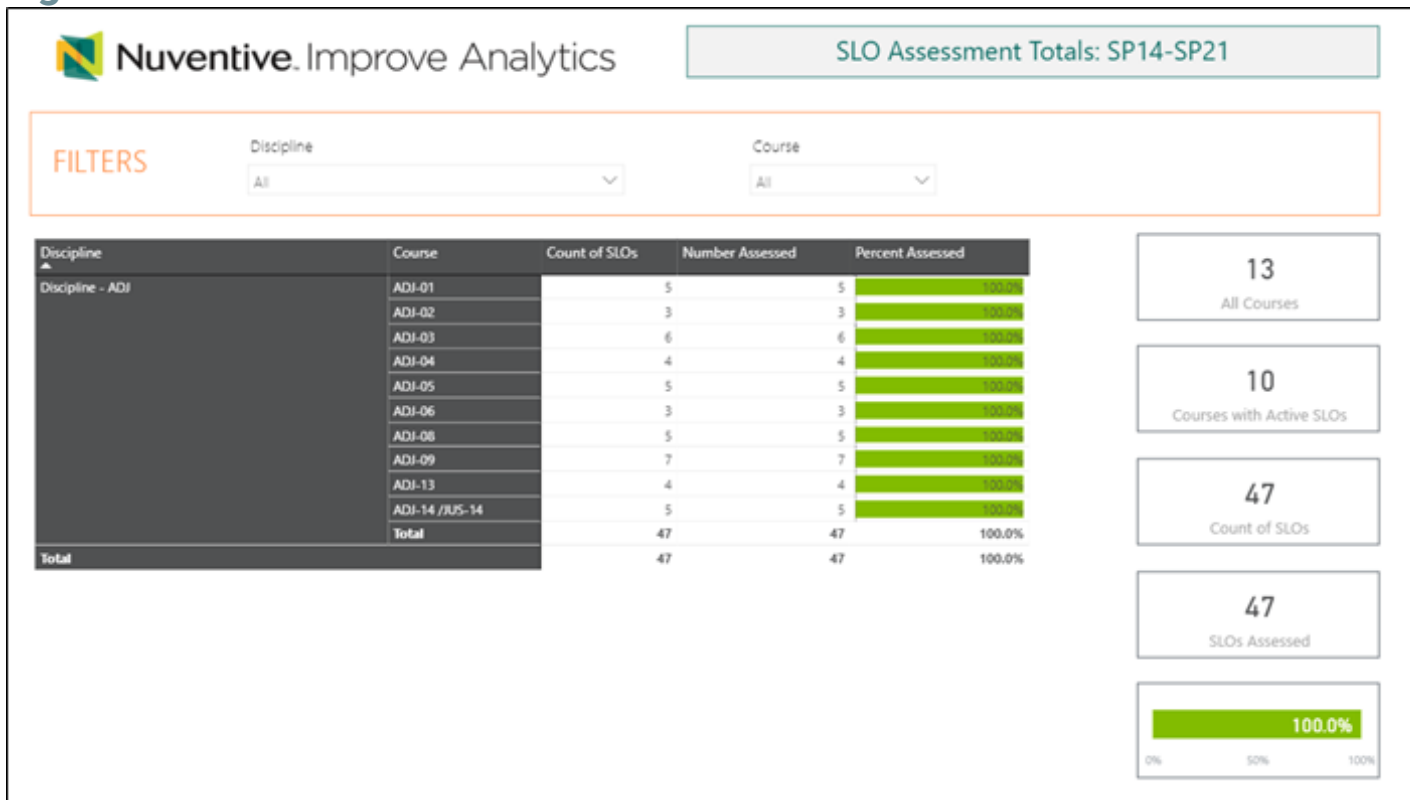 Nuventive. Improve Analytics
SLO Assessment Totals: SP14-SP21
FILTERS
Discipline
All
Course
All
Discipline Course Count of SLOs Number Assessed Percent Assessed
Discipline - ADJ ADJ-01 5 5 100.0%
ADJ-02 3 3 100.0%
ADJ-03 6 6 100.0%
ADJ-04 4 4 100.0%
ADJ-05 5 5 100.0%
ADJ-06 3 3 100.0%
ADJ-08 5 5 100.0%
ADJ-09 7 7 100.0%
ADJ-13 4 4 100.0%
ADJ-14 /JUS-14 5 5 100.0%
Total 47 47 100.0%
Total 47 47 100.0%
13
All Courses
10
Courses with Active SLOs
47
Count of SLOs
47
SLOs Assessed
100.0%
0% 50% 100%